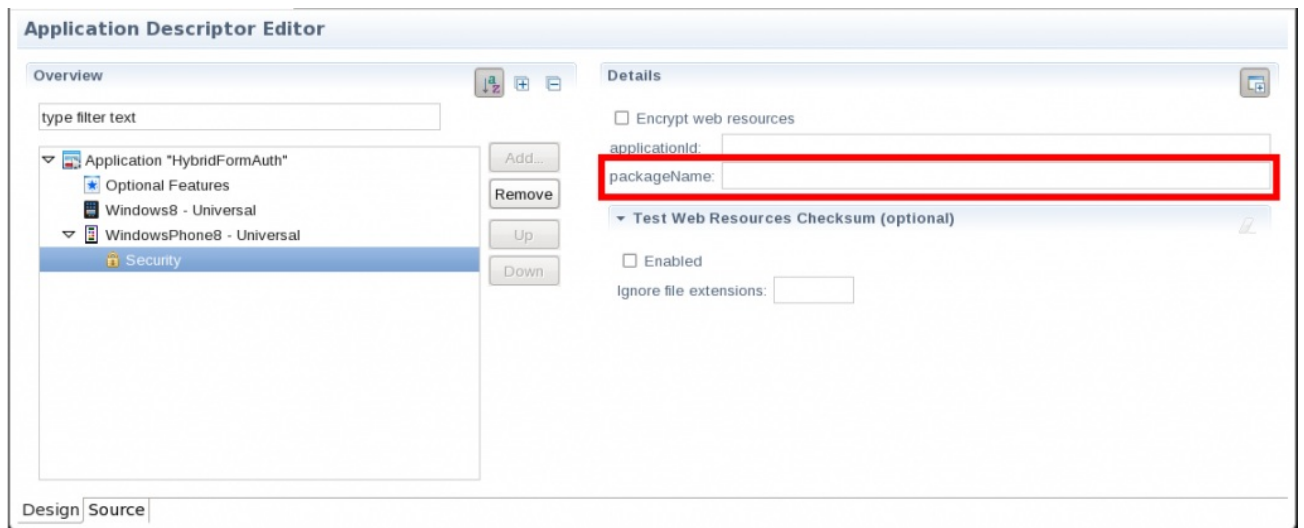 Application Descriptor Editor
Overview
type filter text
Application "HybridFormAuth"
Optional Features
Windows8 - Universal
WindowsPhone8 - Universal
Security
Add...
Remove
Up
Down
Details
Encrypt web resources
applicationId:
packageName:
Test Web Resources Checksum (optional)
Enabled
Ignore file extensions:
Design Source